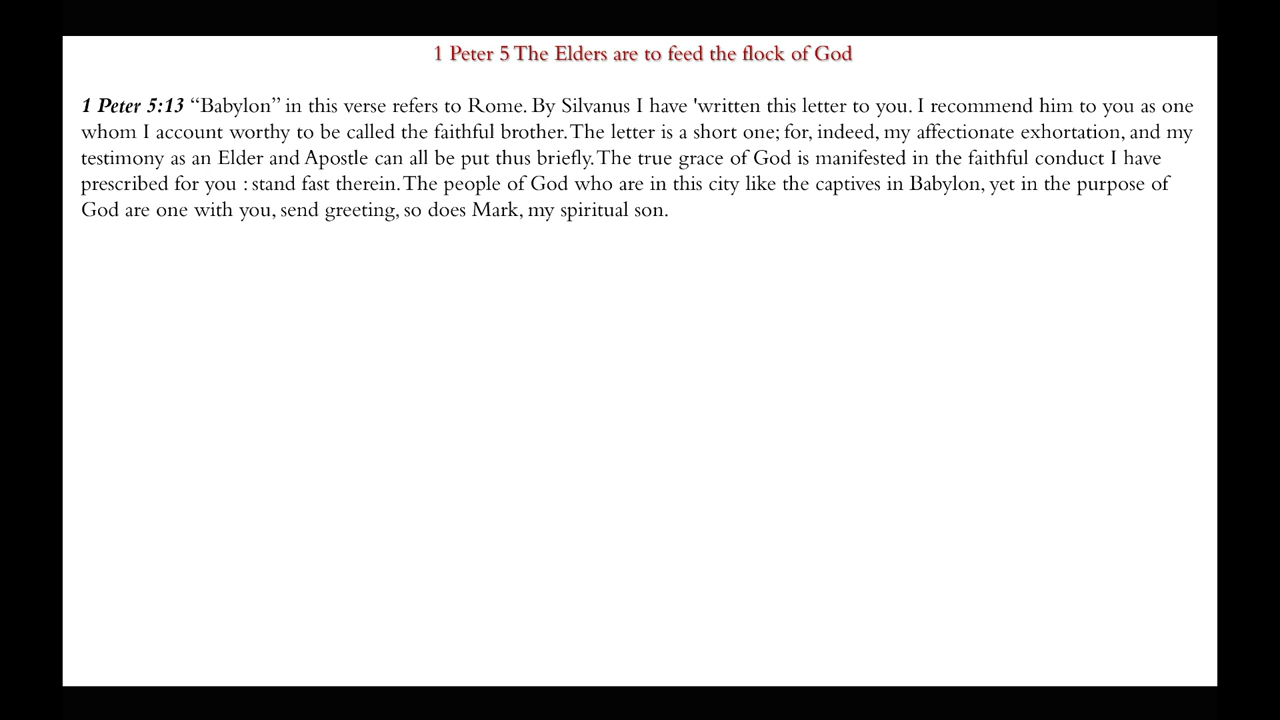 1 Peter 5 The Elders are to feed the flock of God
1 Peter 5:13 “Babylon” in this verse refers to Rome. By Silvanus I have 'written this letter to you. I recommend him to you as one
whom I account worthy to be called the faithful brother. The letter is a short one; for, indeed, my affectionate exhortation, and my
testimony as an Elder and Apostle can all be put thus briefly. The true grace of God is manifested in the faithful conduct I have
prescribed for you : stand fast therein. The people of God who are in this city like the captives in Babylon, yet in the purpose of
God are one with you, send greeting, so does Mark, my spiritual son.